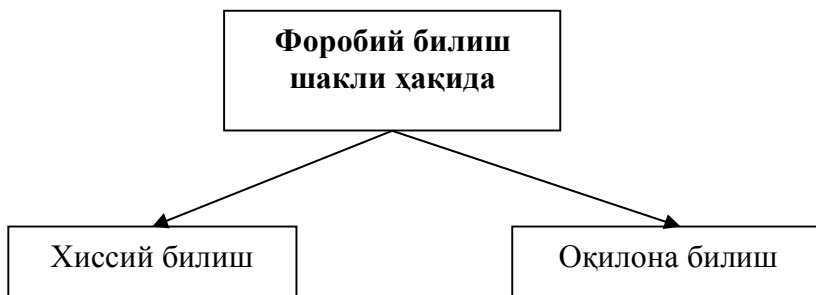 Форобий билиш
шакли ҳақида
Хиссий билиш
Оқилона билиш